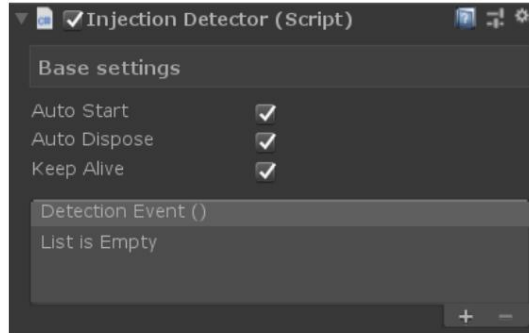 Injection Detector (Script)
Base settings
Auto Start
Auto Dispose
Keep Alive
Detection Event ()
List is Empty